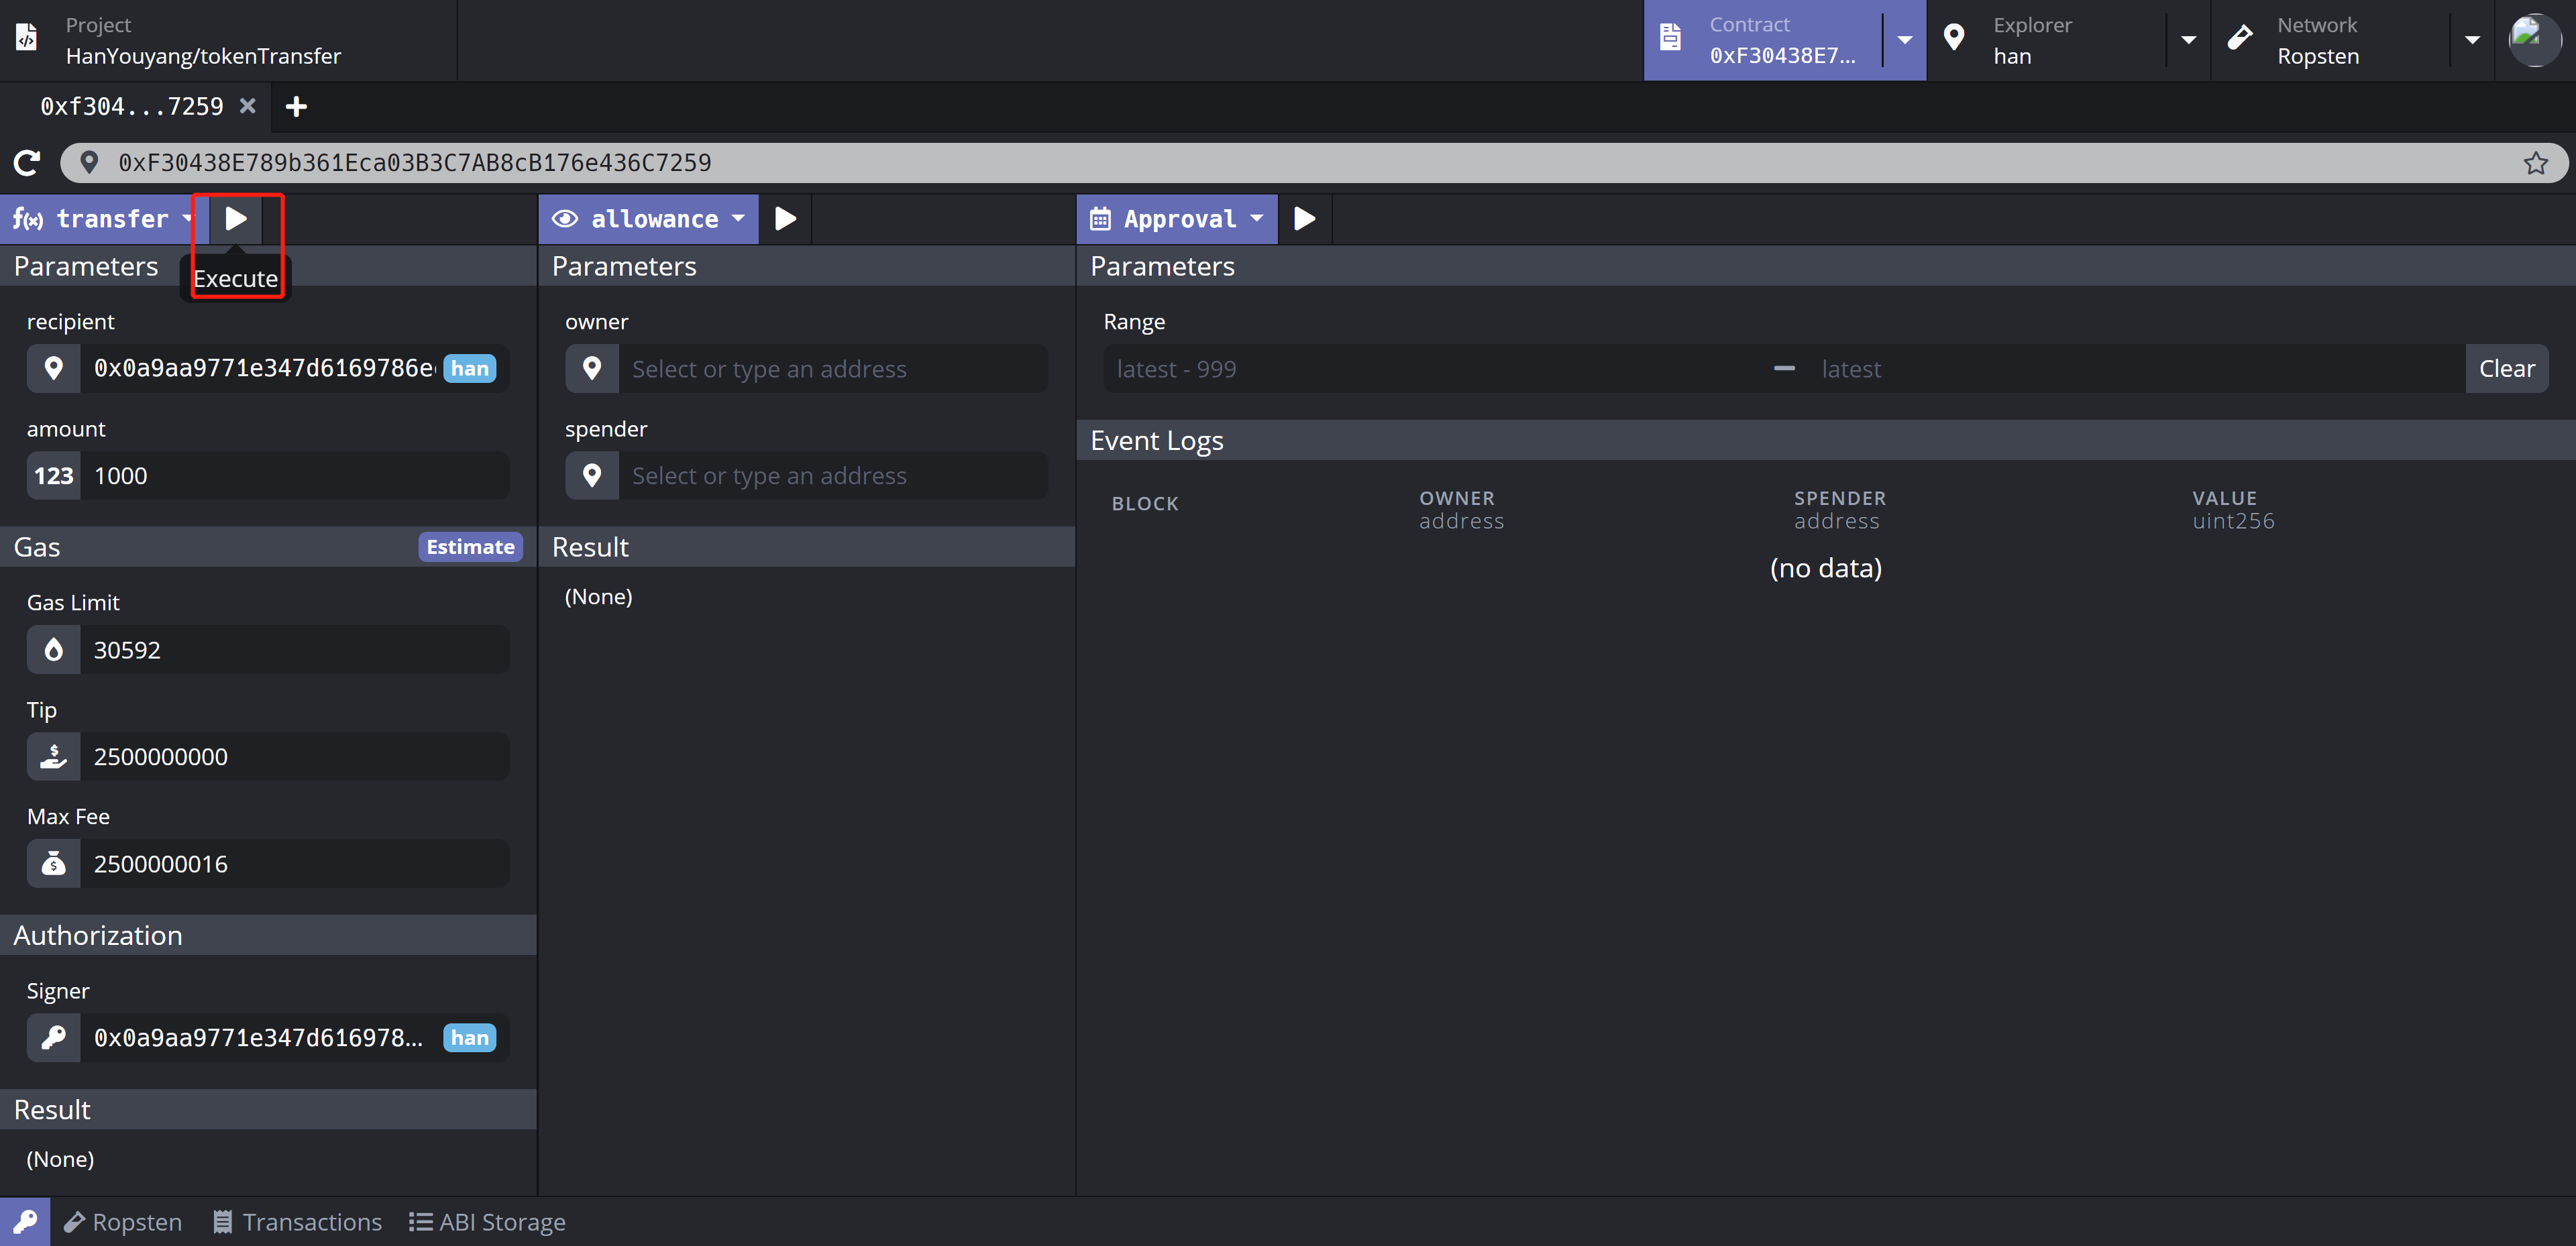 Project
HanYouyang/tokenTransfer
Contract
0xF30438E7...
Explorer
han
Network
Ropsten
0xf304...7259
0xF30438E789b361Eca03B3C7AB8cB176e436C7259
f(x) transfer
Execute
Parameters
recipient
0x0a9aa9771e347d6169786e
han
amount
123 1000
Gas
Estimate
Gas Limit
30592
Tip
2500000000
Max Fee
2500000016
Authorization
Signer
0x0a9aa9771e347d616978...
han
Result
(None)
allowance
Parameters
owner
Select or type an address
spender
Select or type an address
Result
(None)
Approval
Parameters
Range
latest - 999
latest
Clear
Event Logs
BLOCK
OWNER
address
SPENDER
address
VALUE
uint256
(no data)
Ropsten
Transactions
ABI Storage